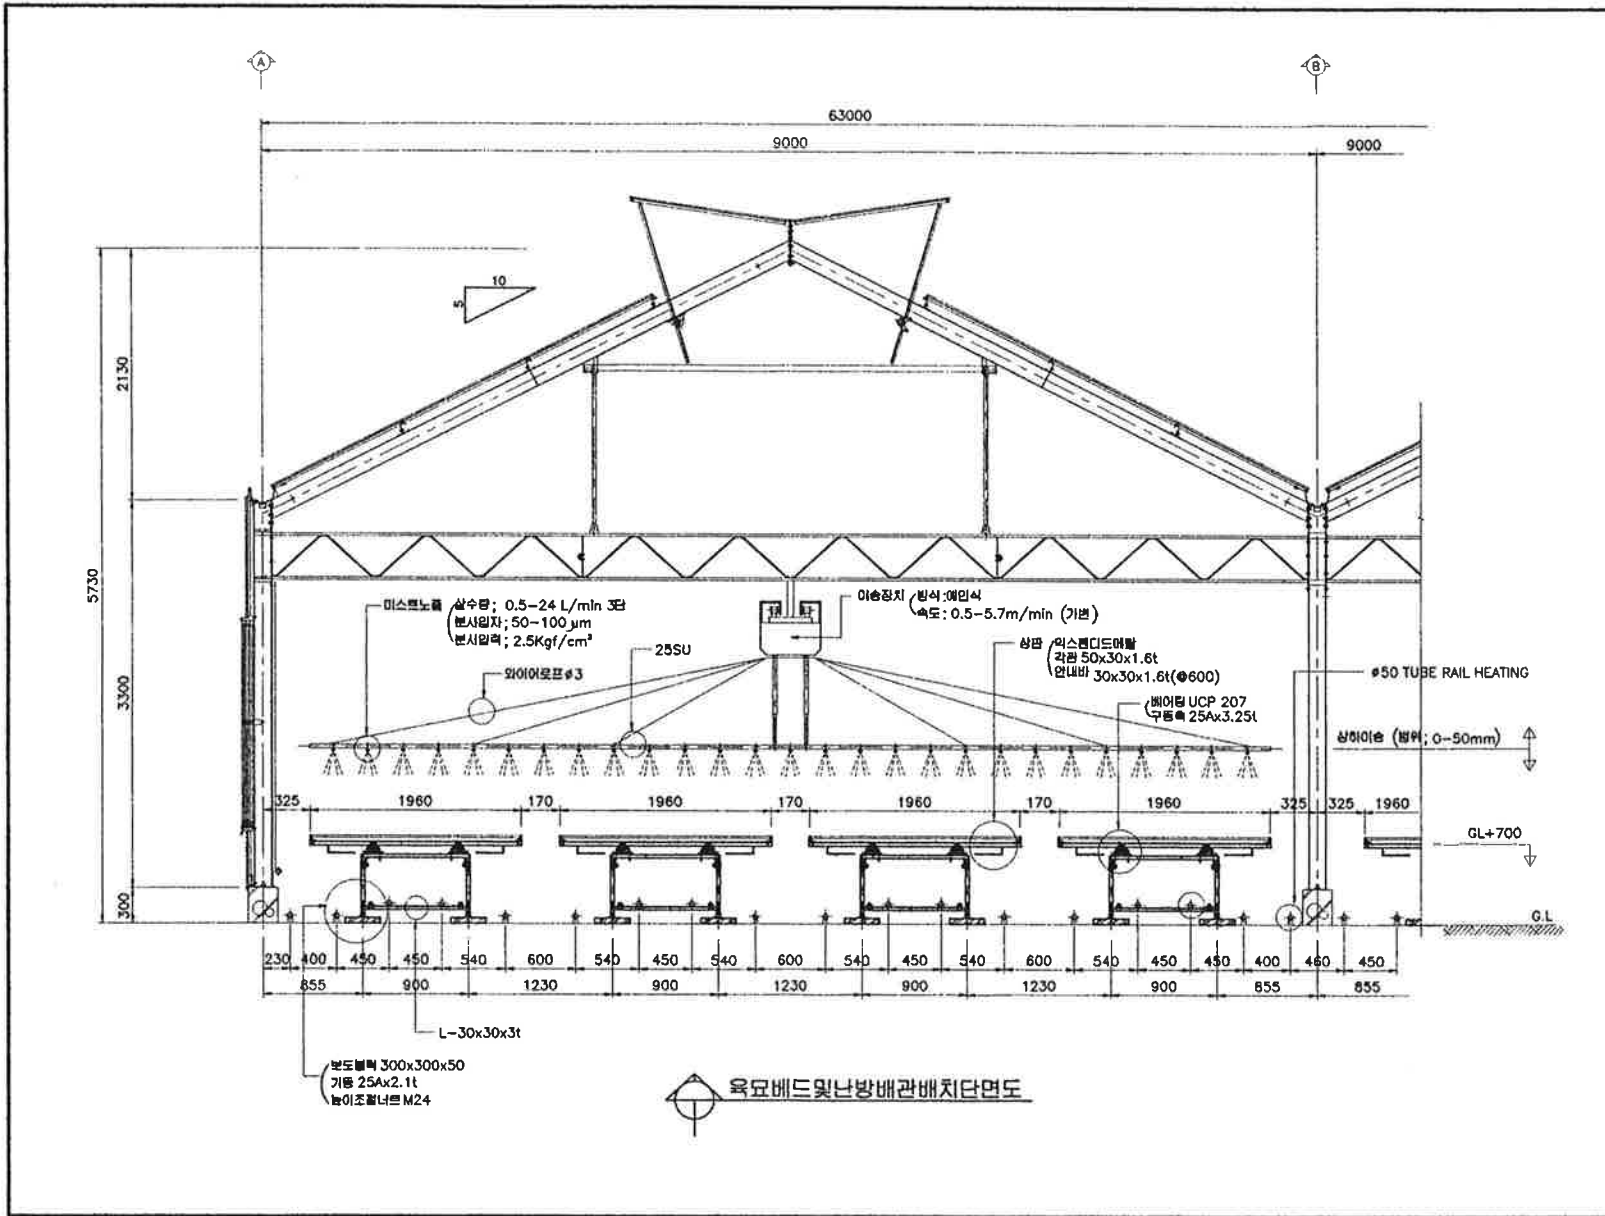 A
B
63000
9000
9000
10
5
2130
5730
3300
300
미스트노즐
살수량; 0.5-24 L/min 3단
분사입자; 50-100 μm
분사압력; 2.5Kgf/cm²
와이어로프ø3
25SU
이송장치
방식:예인식
속도: 0.5-5.7m/min (가변)
상판
익스펜디드메탈
각관 50x30x1.6t
안내바 30x30x1.6t(@600)
베어링 UCP 207
구동축 25Ax3.25t
ø50 TUBE RAIL HEATING
상하이송 (범위; 0-50mm)
325
1960
170
1960
170
1960
170
1960
325
325
1960
GL+700
G.L
230
400
450
450
540
600
540
450
540
600
540
450
540
600
540
450
450
400
460
450
855
900
1230
900
1230
900
1230
900
855
855
L-30x30x3t
보도블럭 300x300x50
기둥 25Ax2.1t
높이조절너트 M24
육묘베드및난방배관배치단면도